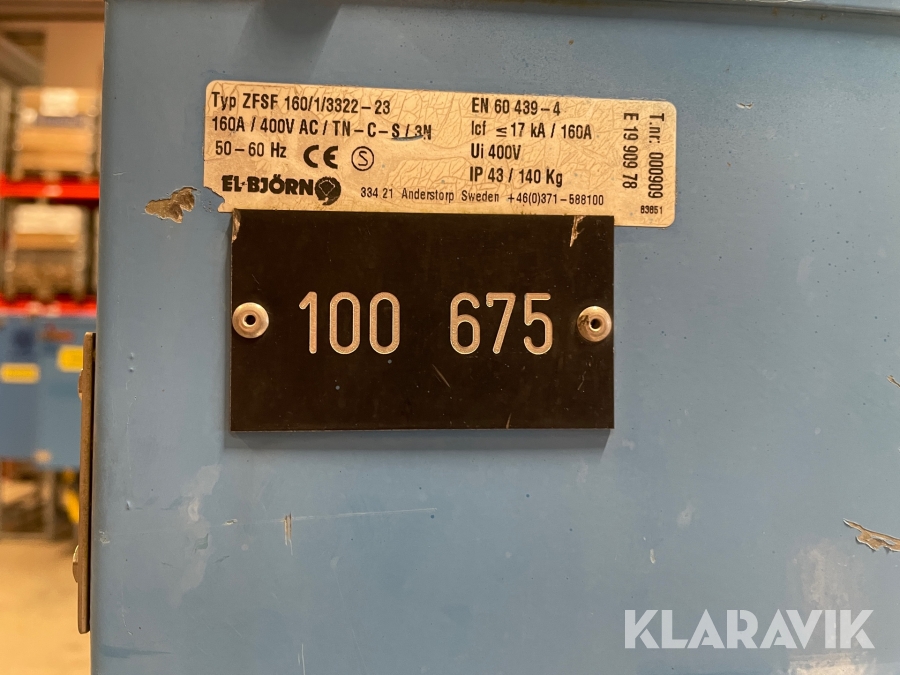 Typ ZFSF 160/1/3322-23
160A / 400V AC / TN-C-S / 3N
50-60 Hz CE S
EL-BJÖRN
EN 60 439-4
Icf ≤ 17 kA / 160A
Ui 400V
IP 43 / 140 Kg
334 21 Anderstorp Sweden +46(0)371-588100
T.nr: 000909
E 19 909 78
83651
100 675
KLARAVIK